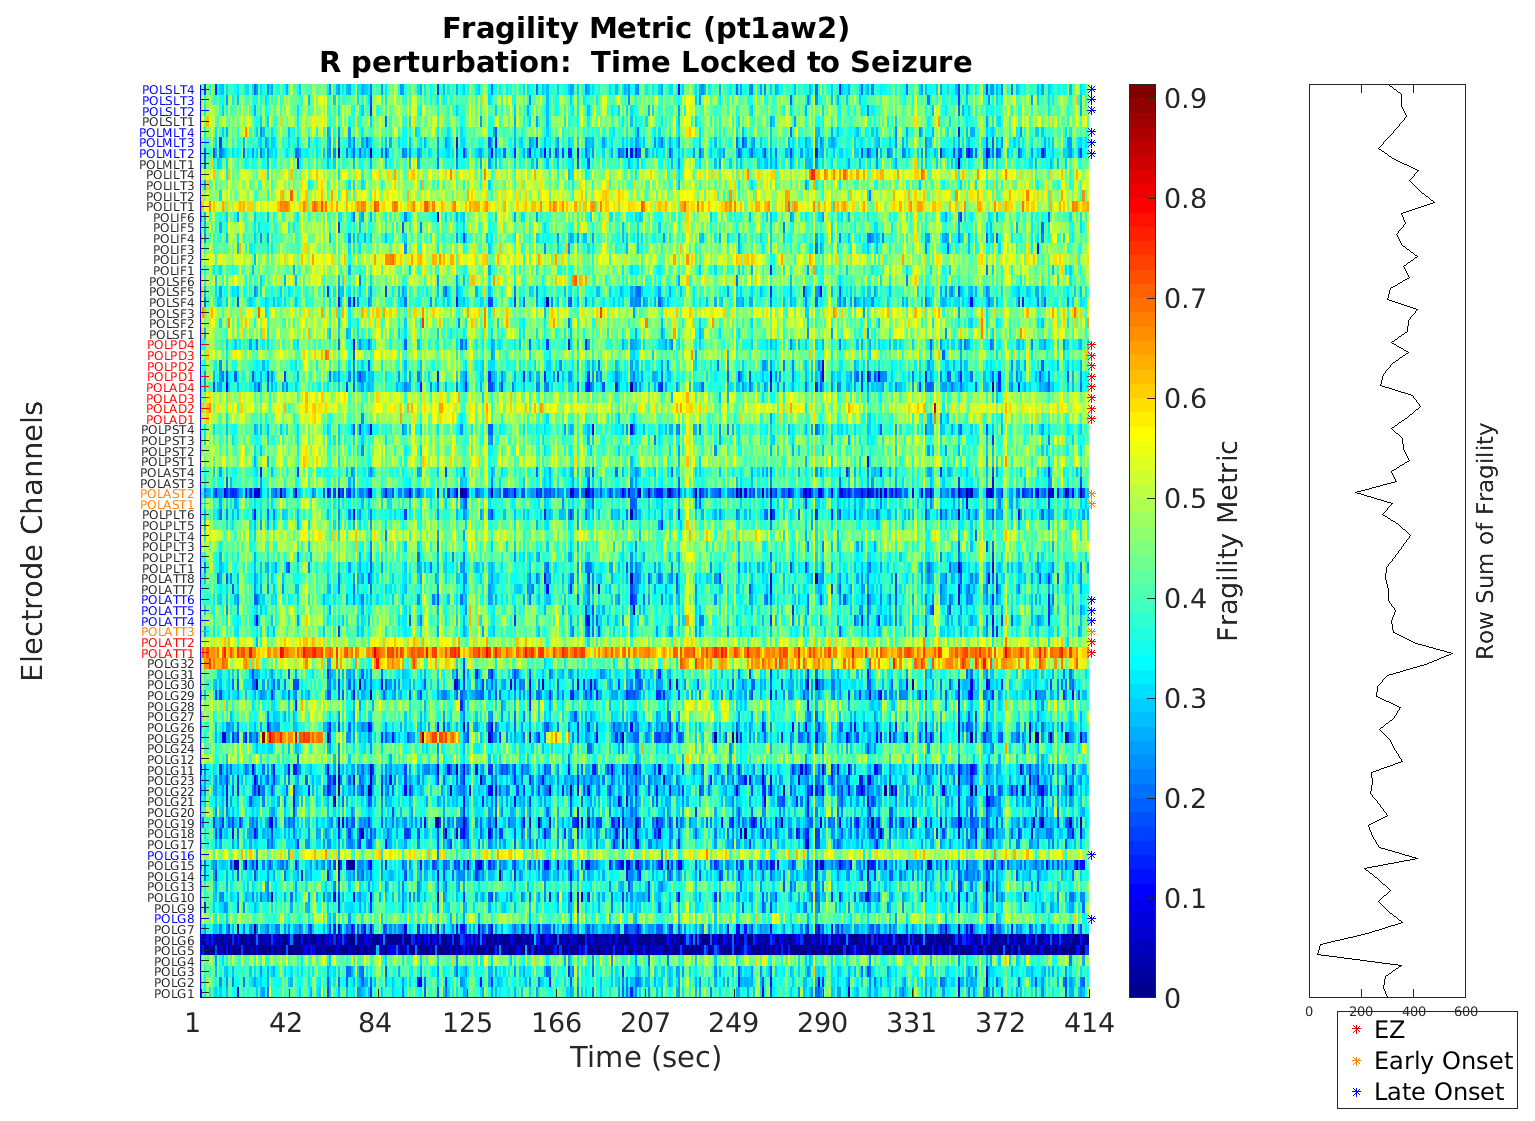 Fragility Metric (pt1aw2)
R perturbation: Time Locked to Seizure
Electrode Channels
POLSLT4
POLSLT3
POLSLT2
POLSLT1
POLMLT4
POLMLT3
POLMLT2
POLMLT1
POLILT4
POLILT3
POLILT2
POLILT1
POLIF6
POLIF5
POLIF4
POLIF3
POLIF2
POLIF1
POLSF6
POLSF5
POLSF4
POLSF3
POLSF2
POLSF1
POLPD4
POLPD3
POLPD2
POLPD1
POLAD4
POLAD3
POLAD2
POLAD1
POLPST4
POLPST3
POLPST2
POLPST1
POLAST4
POLAST3
POLAST2
POLAST1
POLPLT6
POLPLT5
POLPLT4
POLPLT3
POLPLT2
POLPLT1
POLATT8
POLATT7
POLATT6
POLATT5
POLATT4
POLATT3
POLATT2
POLATT1
POLG32
POLG31
POLG30
POLG29
POLG28
POLG27
POLG26
POLG25
POLG24
POLG12
POLG11
POLG23
POLG22
POLG21
POLG20
POLG19
POLG18
POLG17
POLG16
POLG15
POLG14
POLG13
POLG10
POLG9
POLG8
POLG7
POLG6
POLG5
POLG4
POLG3
POLG2
POLG1
1 42 84 125 166 207 249 290 331 372 414
Time (sec)
0.9
0.8
0.7
0.6
0.5
0.4
0.3
0.2
0.1
0
Fragility Metric
0 200 400 600
Row Sum of Fragility
EZ
Early Onset
Late Onset